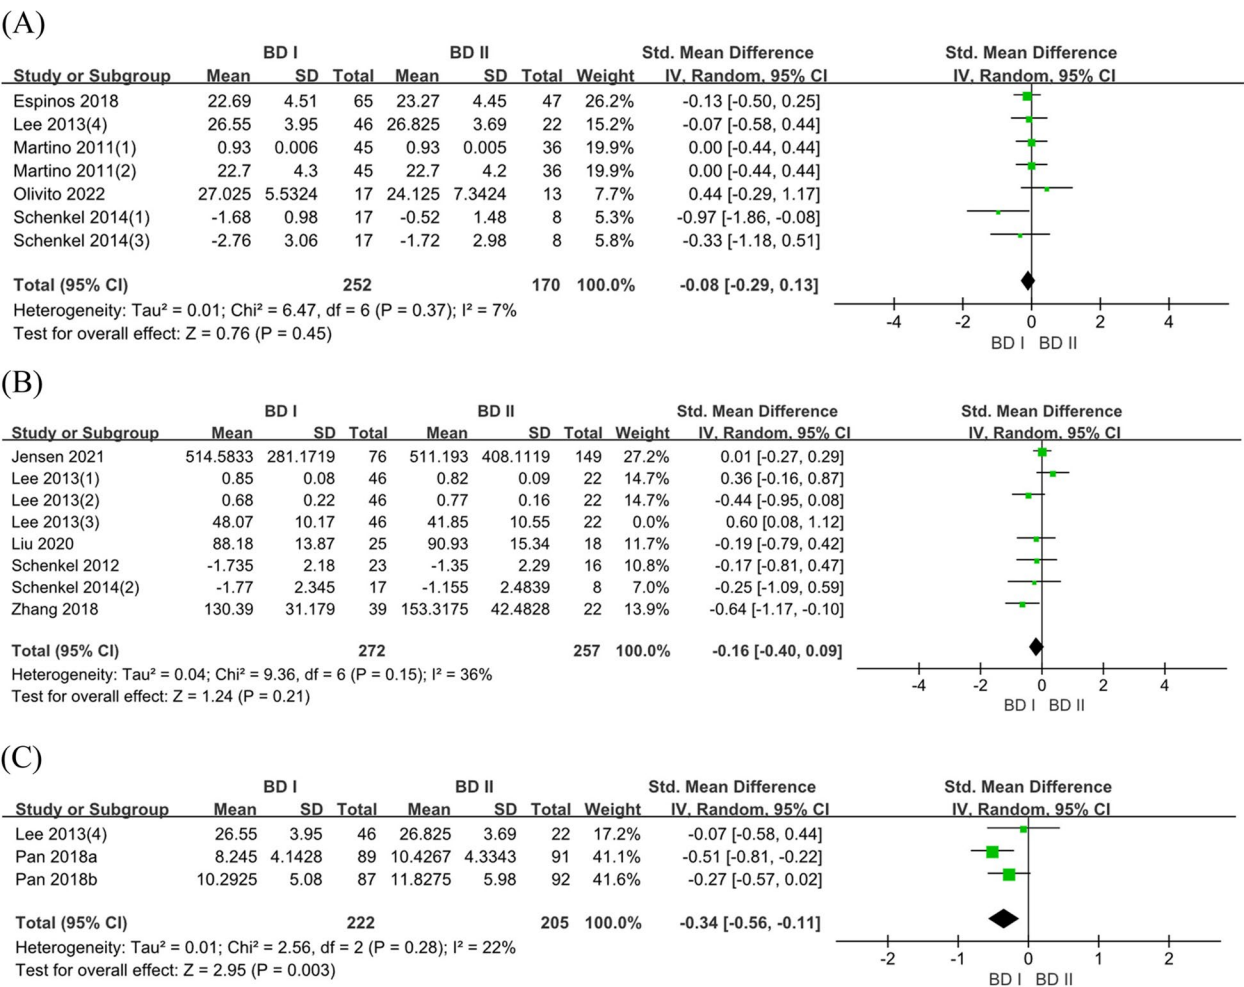 (A)
BD I BD II Std. Mean Difference Std. Mean Difference
Study or Subgroup Mean SD Total Mean SD Total Weight IV, Random, 95% CI IV, Random, 95% CI
Espinos 2018 22.69 4.51 65 23.27 4.45 47 26.2% -0.13 [-0.50, 0.25]
Lee 2013(4) 26.55 3.95 46 26.825 3.69 22 15.2% -0.07 [-0.58, 0.44]
Martino 2011(1) 0.93 0.006 45 0.93 0.005 36 19.9% 0.00 [-0.44, 0.44]
Martino 2011(2) 22.7 4.3 45 22.7 4.2 36 19.9% 0.00 [-0.44, 0.44]
Olivito 2022 27.025 5.5324 17 24.125 7.3424 13 7.7% 0.44 [-0.29, 1.17]
Schenkel 2014(1) -1.68 0.98 17 -0.52 1.48 8 5.3% -0.97 [-1.86, -0.08]
Schenkel 2014(3) -2.76 3.06 17 -1.72 2.98 8 5.8% -0.33 [-1.18, 0.51]
Total (95% CI) 252 170 100.0% -0.08 [-0.29, 0.13]
Heterogeneity: Tau² = 0.01; Chi² = 6.47, df = 6 (P = 0.37); I² = 7%
Test for overall effect: Z = 0.76 (P = 0.45)
-4 -2 0 2 4
BD I BD II
(B)
BD I BD II Std. Mean Difference Std. Mean Difference
Study or Subgroup Mean SD Total Mean SD Total Weight IV, Random, 95% CI IV, Random, 95% CI
Jensen 2021 514.5833 281.1719 76 511.193 408.1119 149 27.2% 0.01 [-0.27, 0.29]
Lee 2013(1) 0.85 0.08 46 0.82 0.09 22 14.7% 0.36 [-0.16, 0.87]
Lee 2013(2) 0.68 0.22 46 0.77 0.16 22 14.7% -0.44 [-0.95, 0.08]
Lee 2013(3) 48.07 10.17 46 41.85 10.55 22 0.0% 0.60 [0.08, 1.12]
Liu 2020 88.18 13.87 25 90.93 15.34 18 11.7% -0.19 [-0.79, 0.42]
Schenkel 2012 -1.735 2.18 23 -1.35 2.29 16 10.8% -0.17 [-0.81, 0.47]
Schenkel 2014(2) -1.77 2.345 17 -1.155 2.4839 8 7.0% -0.25 [-1.09, 0.59]
Zhang 2018 130.39 31.179 39 153.3175 42.4828 22 13.9% -0.64 [-1.17, -0.10]
Total (95% CI) 272 257 100.0% -0.16 [-0.40, 0.09]
Heterogeneity: Tau² = 0.04; Chi² = 9.36, df = 6 (P = 0.15); I² = 36%
Test for overall effect: Z = 1.24 (P = 0.21)
-4 -2 0 2 4
BD I BD II
(C)
BD I BD II Std. Mean Difference Std. Mean Difference
Study or Subgroup Mean SD Total Mean SD Total Weight IV, Random, 95% CI IV, Random, 95% CI
Lee 2013(4) 26.55 3.95 46 26.825 3.69 22 17.2% -0.07 [-0.58, 0.44]
Pan 2018a 8.245 4.1428 89 10.4267 4.3343 91 41.1% -0.51 [-0.81, -0.22]
Pan 2018b 10.2925 5.08 87 11.8275 5.98 92 41.6% -0.27 [-0.57, 0.02]
Total (95% CI) 222 205 100.0% -0.34 [-0.56, -0.11]
Heterogeneity: Tau² = 0.01; Chi² = 2.56, df = 2 (P = 0.28); I² = 22%
Test for overall effect: Z = 2.95 (P = 0.003)
-2 -1 0 1 2
BD I BD II